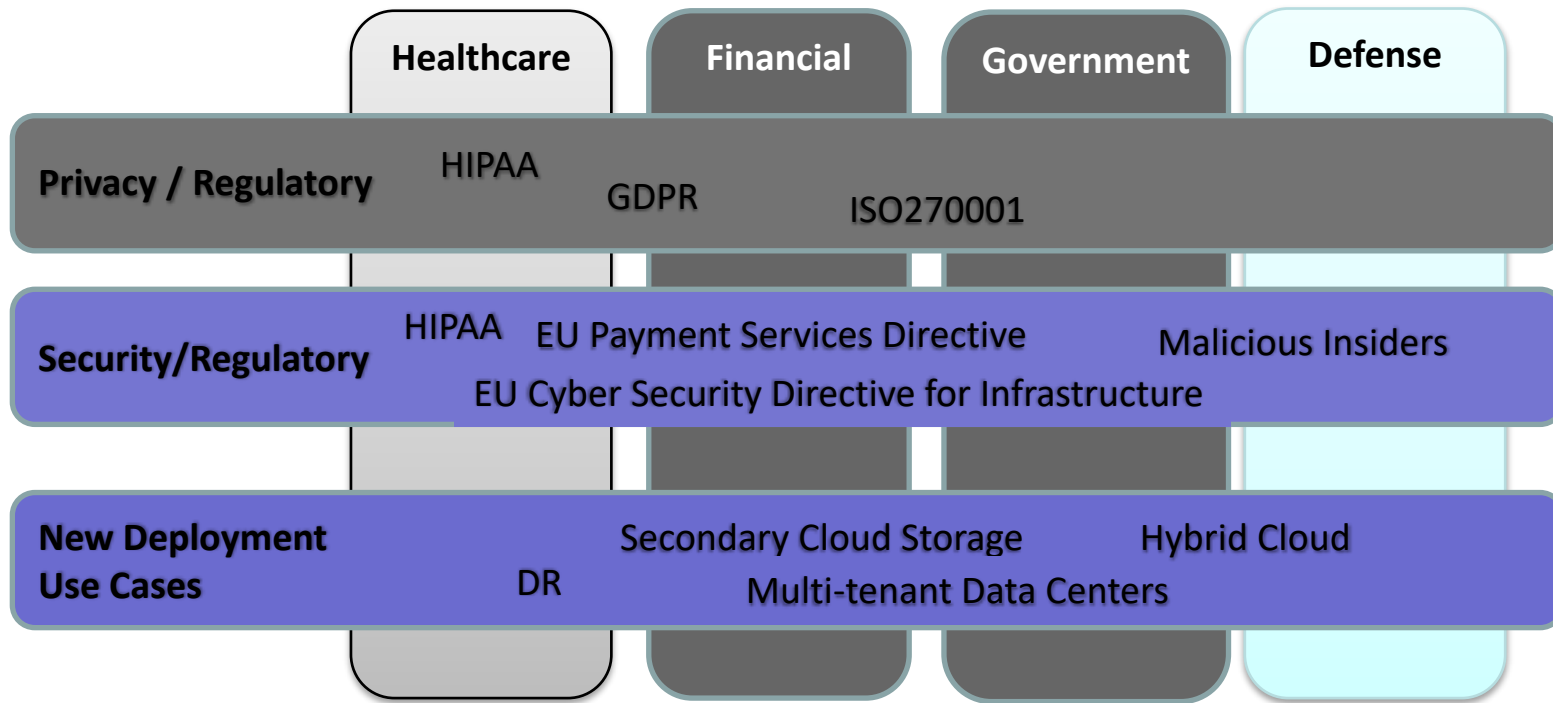 Healthcare
Financial
Government
Defense
Privacy / Regulatory
HIPAA
GDPR
ISO270001
Security/Regulatory
HIPAA
EU Payment Services Directive
Malicious Insiders
EU Cyber Security Directive for Infrastructure
New Deployment
Use Cases
Secondary Cloud Storage
Hybrid Cloud
DR
Multi-tenant Data Centers